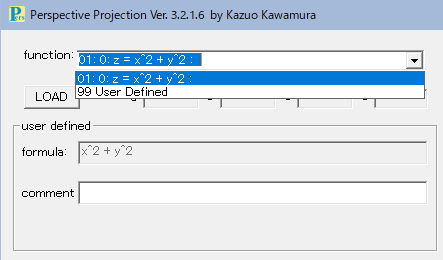 Perspective Projection Ver. 3.2.1.6 by Kazuo Kawamura
function: 01: 0: z = x^2 + y^2 :
01: 0: z = x^2 + y^2 :
99 User Defined
LOAD
user defined
formula: x^2 + y^2
comment